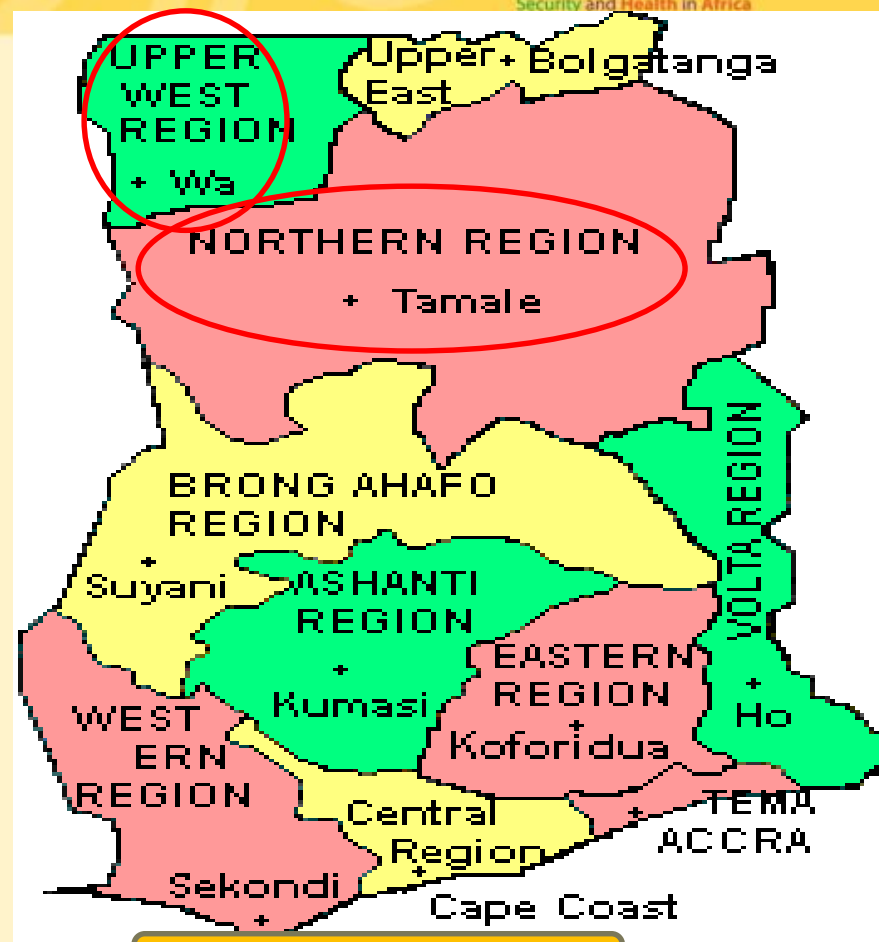 Security and Health in Africa
UPPER
WEST
REGION
Wa
Upper
East
Bolgatanga
NORTHERN REGION
Tamale
BRONG AHAFO
REGION
Suyani
ASHANTI
REGION
Kumasi
VOLTA REGION
Ho
EASTERN
REGION
Koforidua
WEST
ERN
REGION
Sekondi
Central
Region
Cape Coast
TEMA
ACCRA